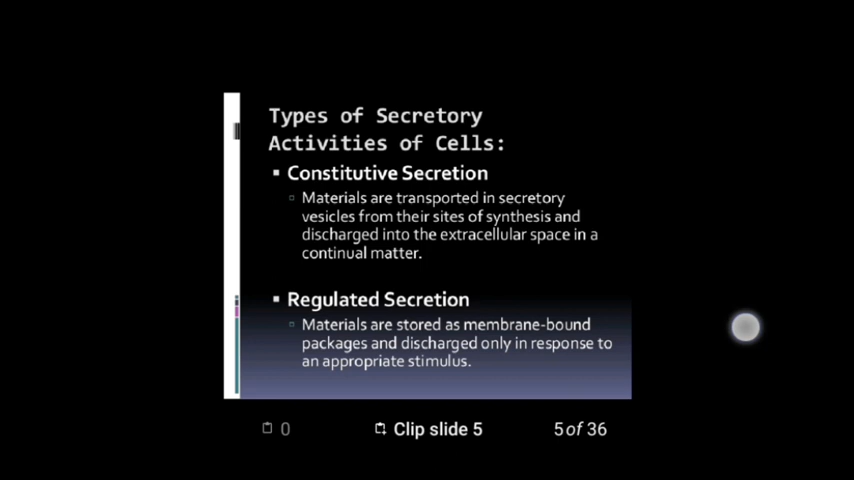 Types of Secretory
Activities of Cells:
▪ Constitutive Secretion
▫ Materials are transported in secretory
vesicles from their sites of synthesis and
discharged into the extracellular space in a
continual matter.
▪ Regulated Secretion
▫ Materials are stored as membrane-bound
packages and discharged only in response to
an appropriate stimulus.
0 Clip slide 5 5 of 36